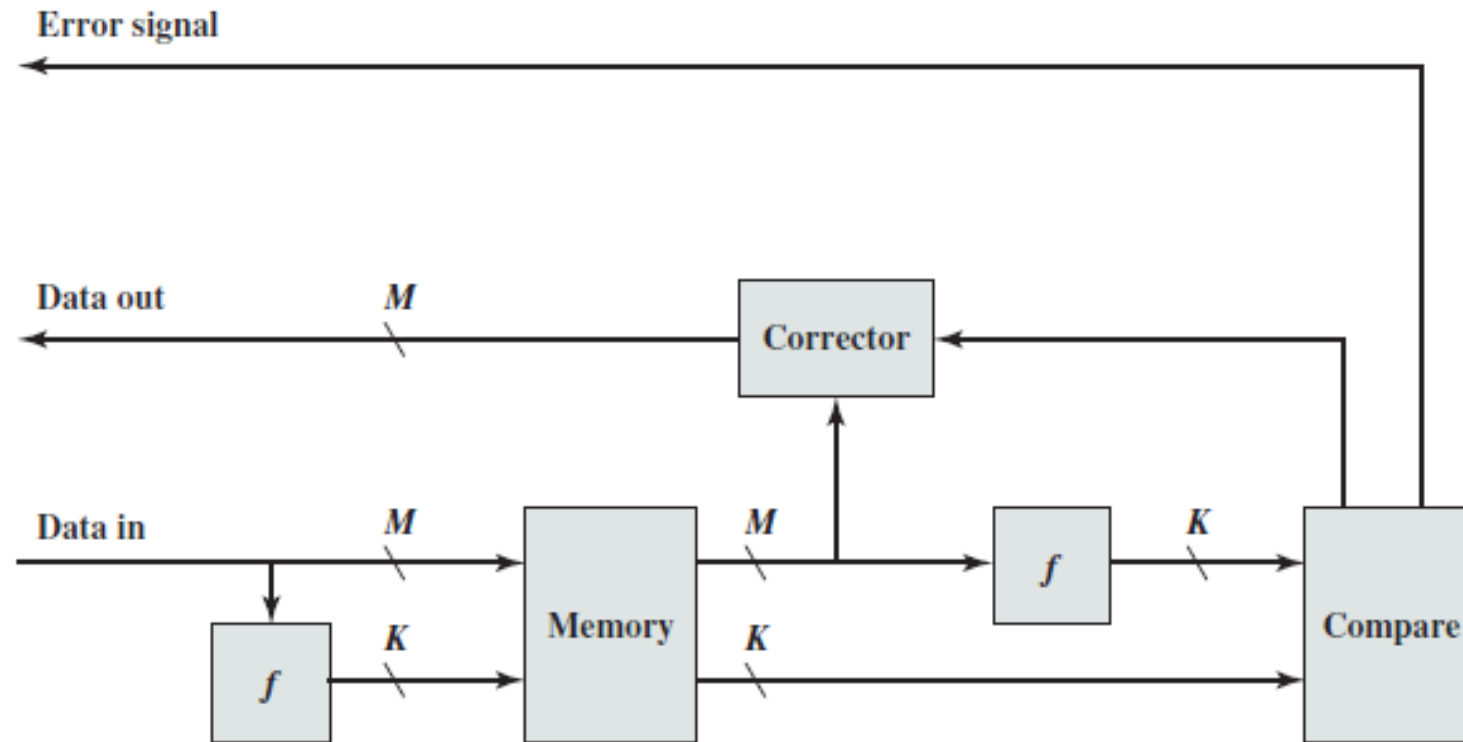 Error signal
Data out
M
Corrector
Data in
M
M
f
K
Memory
Compare
f
K
K